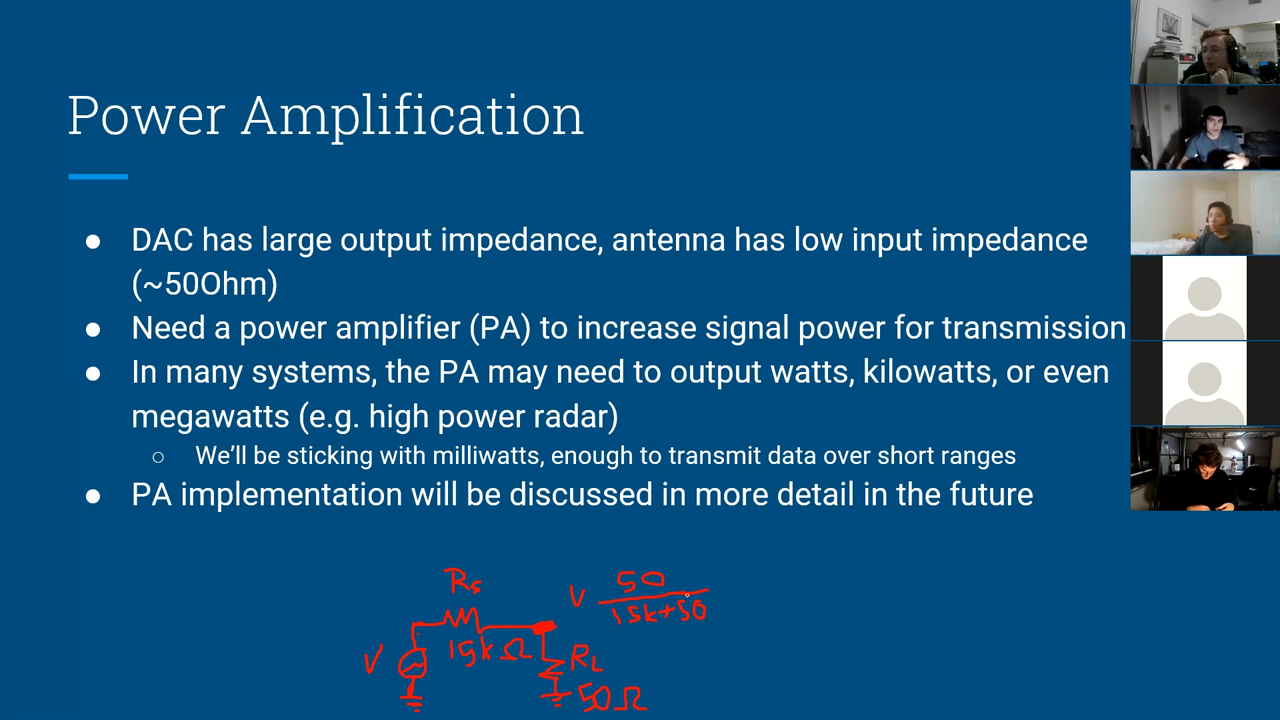 Power Amplification
● DAC has large output impedance, antenna has low input impedance
(~50Ohm)
● Need a power amplifier (PA) to increase signal power for transmission
● In many systems, the PA may need to output watts, kilowatts, or even
megawatts (e.g. high power radar)
○ We'll be sticking with milliwatts, enough to transmit data over short ranges
● PA implementation will be discussed in more detail in the future
Rs
V 50
15k+50
V 15kΩ RL
50Ω